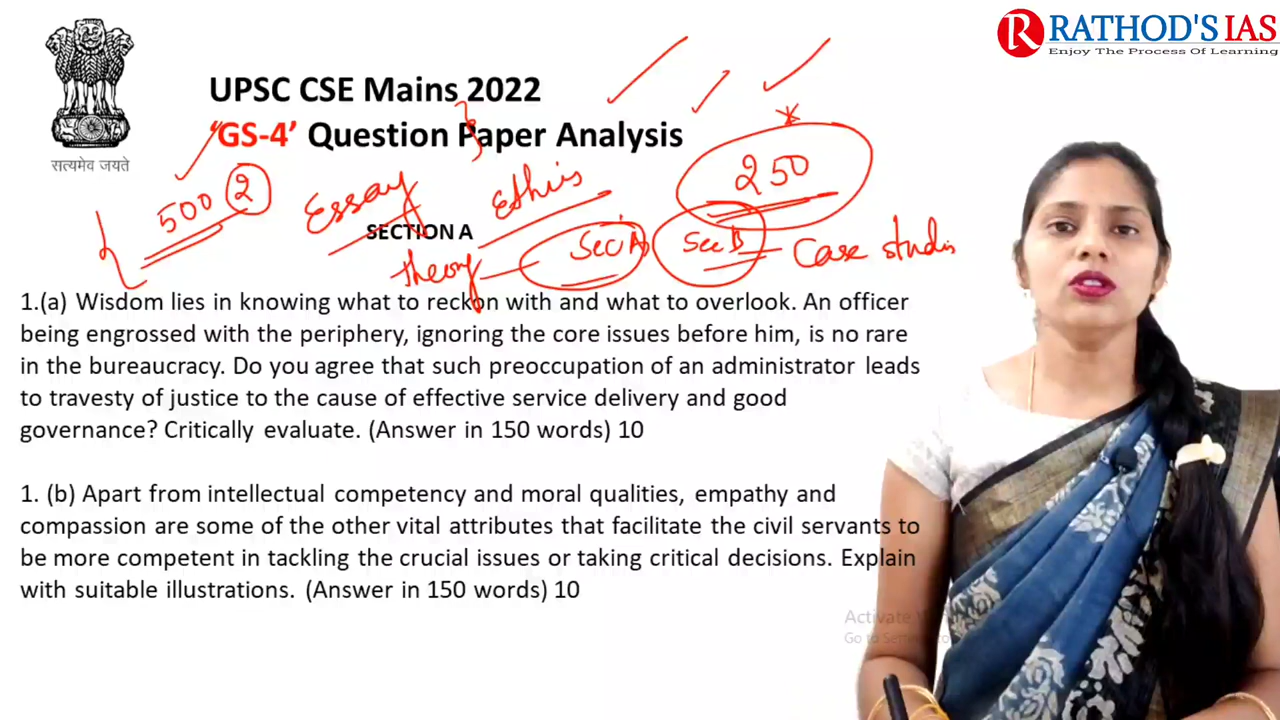 RATHOD'S IAS
Enjoy The Process Of Learning
UPSC CSE Mains 2022
'GS-4' Question Paper Analysis
सत्यमेव जयते
500 2
Essay
Ethics
250
SECTION A
theory
Sec A
Sec B
Case studies
1.(a) Wisdom lies in knowing what to reckon with and what to overlook. An officer
being engrossed with the periphery, ignoring the core issues before him, is no rare
in the bureaucracy. Do you agree that such preoccupation of an administrator leads
to travesty of justice to the cause of effective service delivery and good
governance? Critically evaluate. (Answer in 150 words) 10
1. (b) Apart from intellectual competency and moral qualities, empathy and
compassion are some of the other vital attributes that facilitate the civil servants to
be more competent in tackling the crucial issues or taking critical decisions. Explain
with suitable illustrations. (Answer in 150 words) 10
Activate
Go to